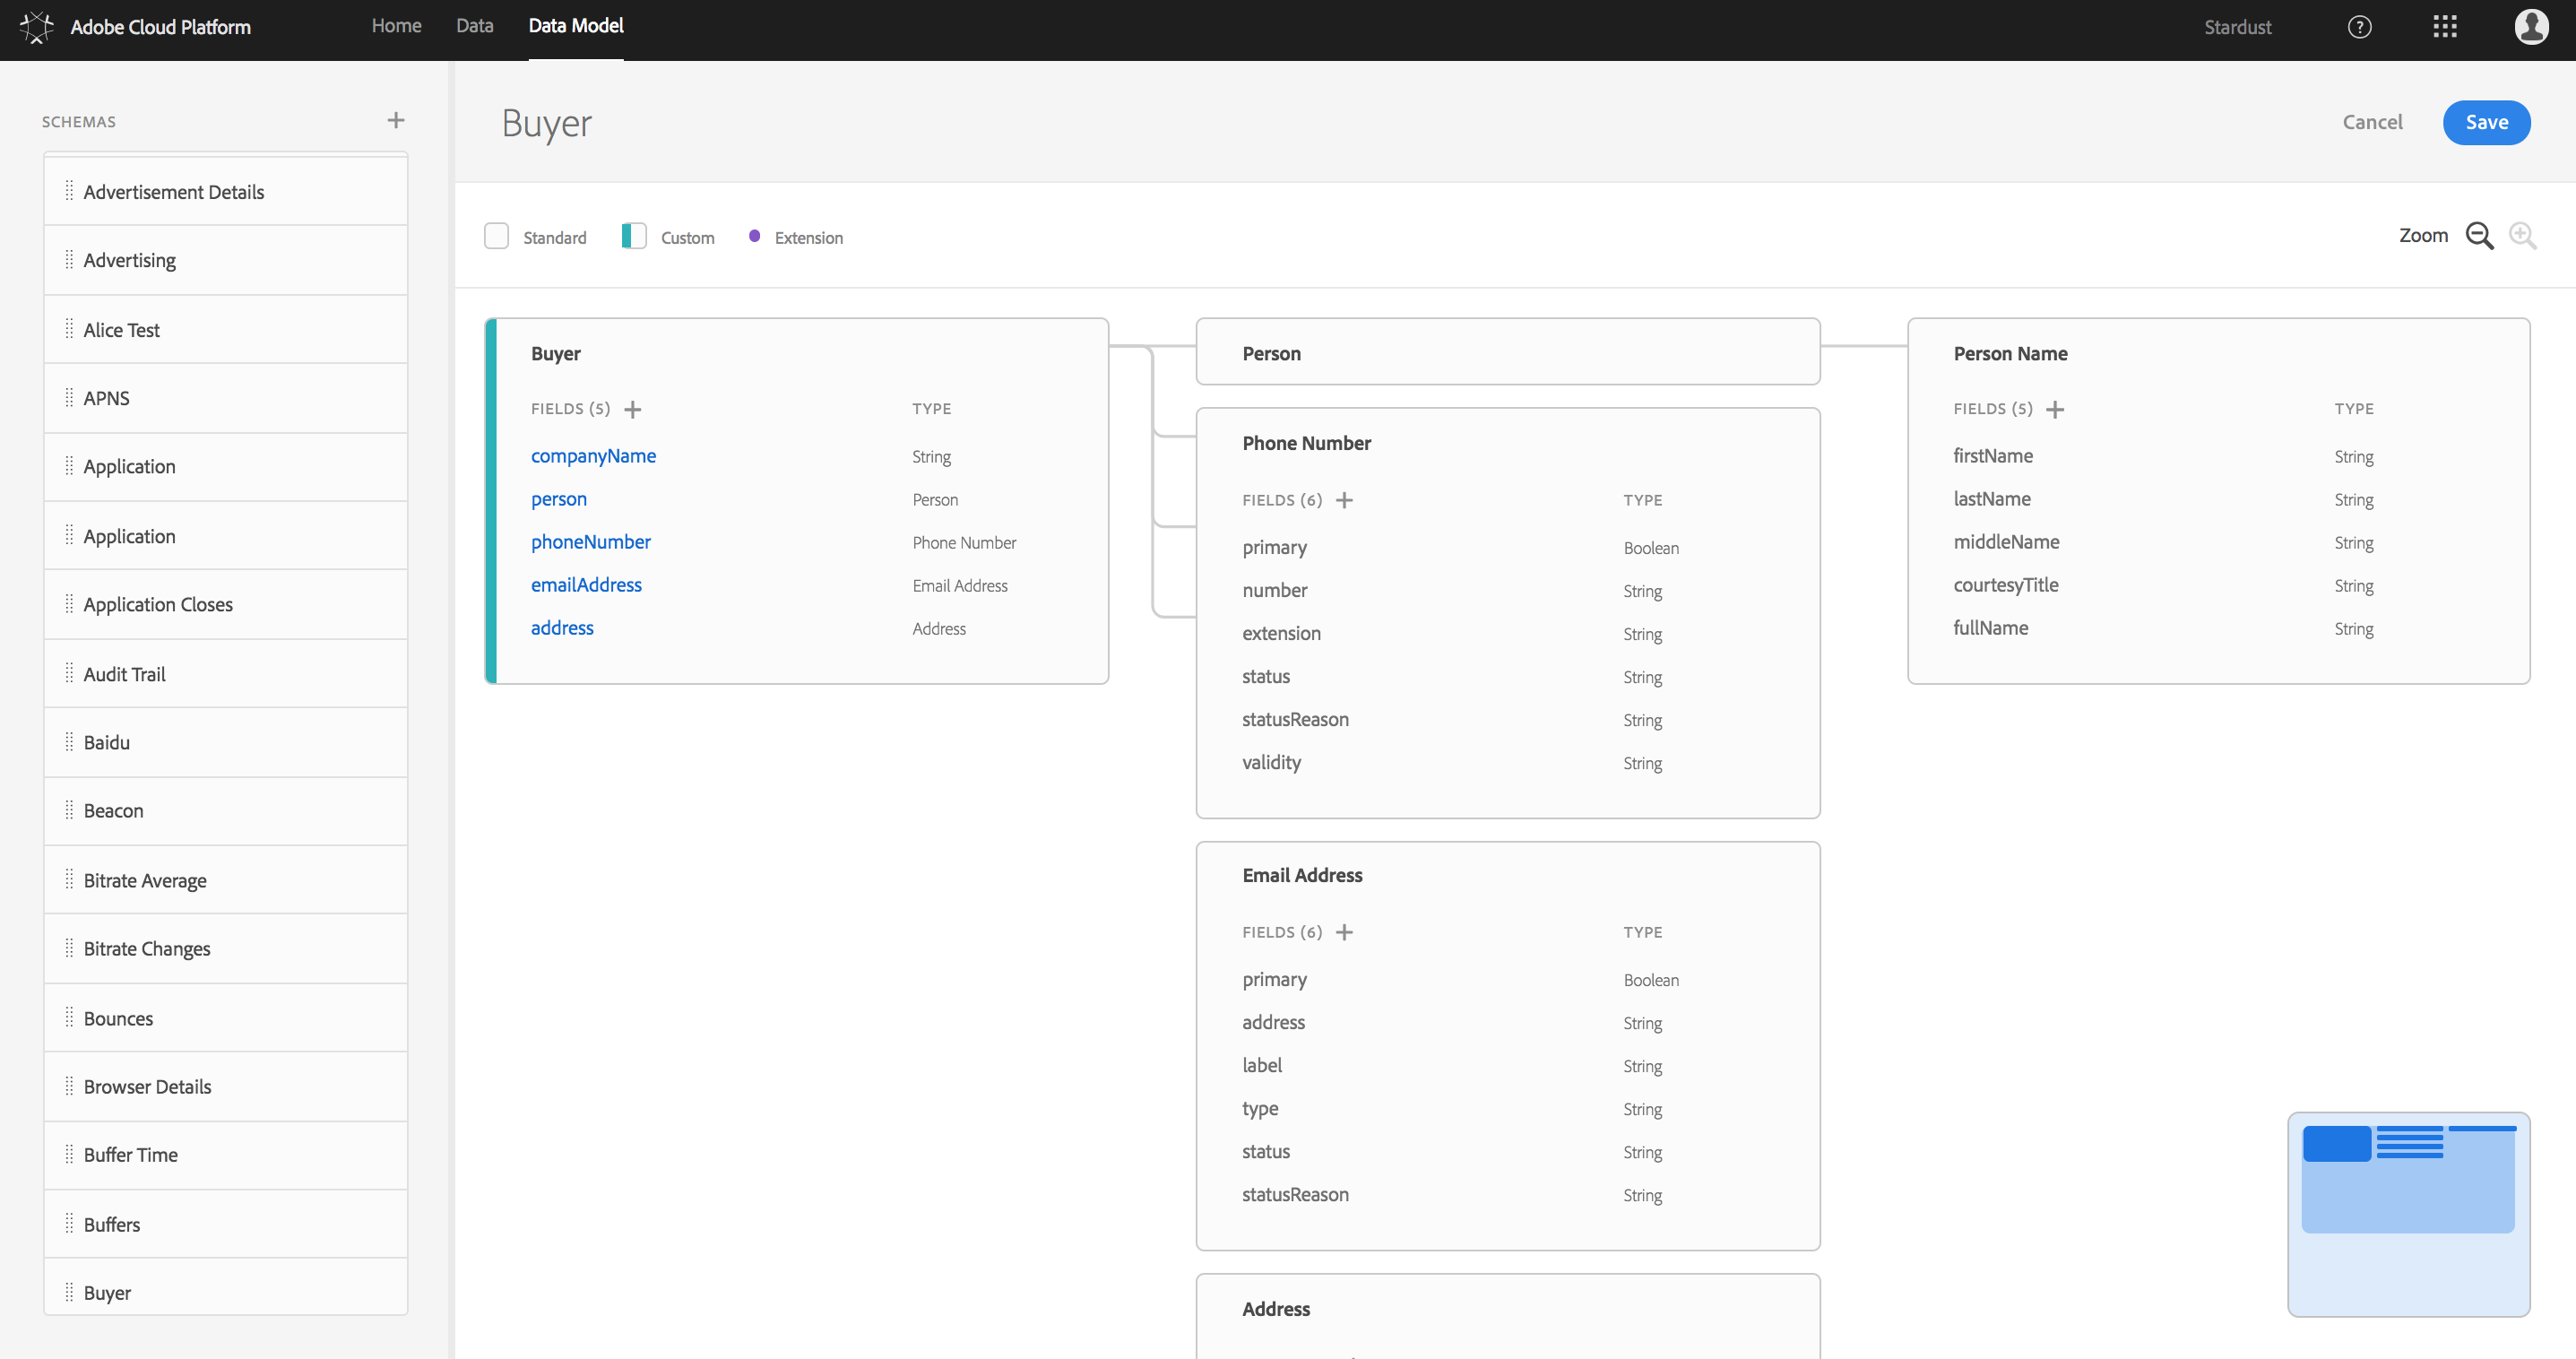 Adobe Cloud Platform
Home
Data
Data Model
Stardust
SCHEMAS
Advertisement Details
Advertising
Alice Test
APNS
Application
Application
Application Closes
Audit Trail
Baidu
Beacon
Bitrate Average
Bitrate Changes
Bounces
Browser Details
Buffer Time
Buffers
Buyer
Buyer
Cancel
Save
Standard
Custom
Extension
Zoom
Buyer
FIELDS (5) + TYPE
companyName String
person Person
phoneNumber Phone Number
emailAddress Email Address
address Address
Person
Phone Number
FIELDS (6) + TYPE
primary Boolean
number String
extension String
status String
statusReason String
validity String
Email Address
FIELDS (6) + TYPE
primary Boolean
address String
label String
type String
status String
statusReason String
Address
Person Name
FIELDS (5) + TYPE
firstName String
lastName String
middleName String
courtesyTitle String
fullName String